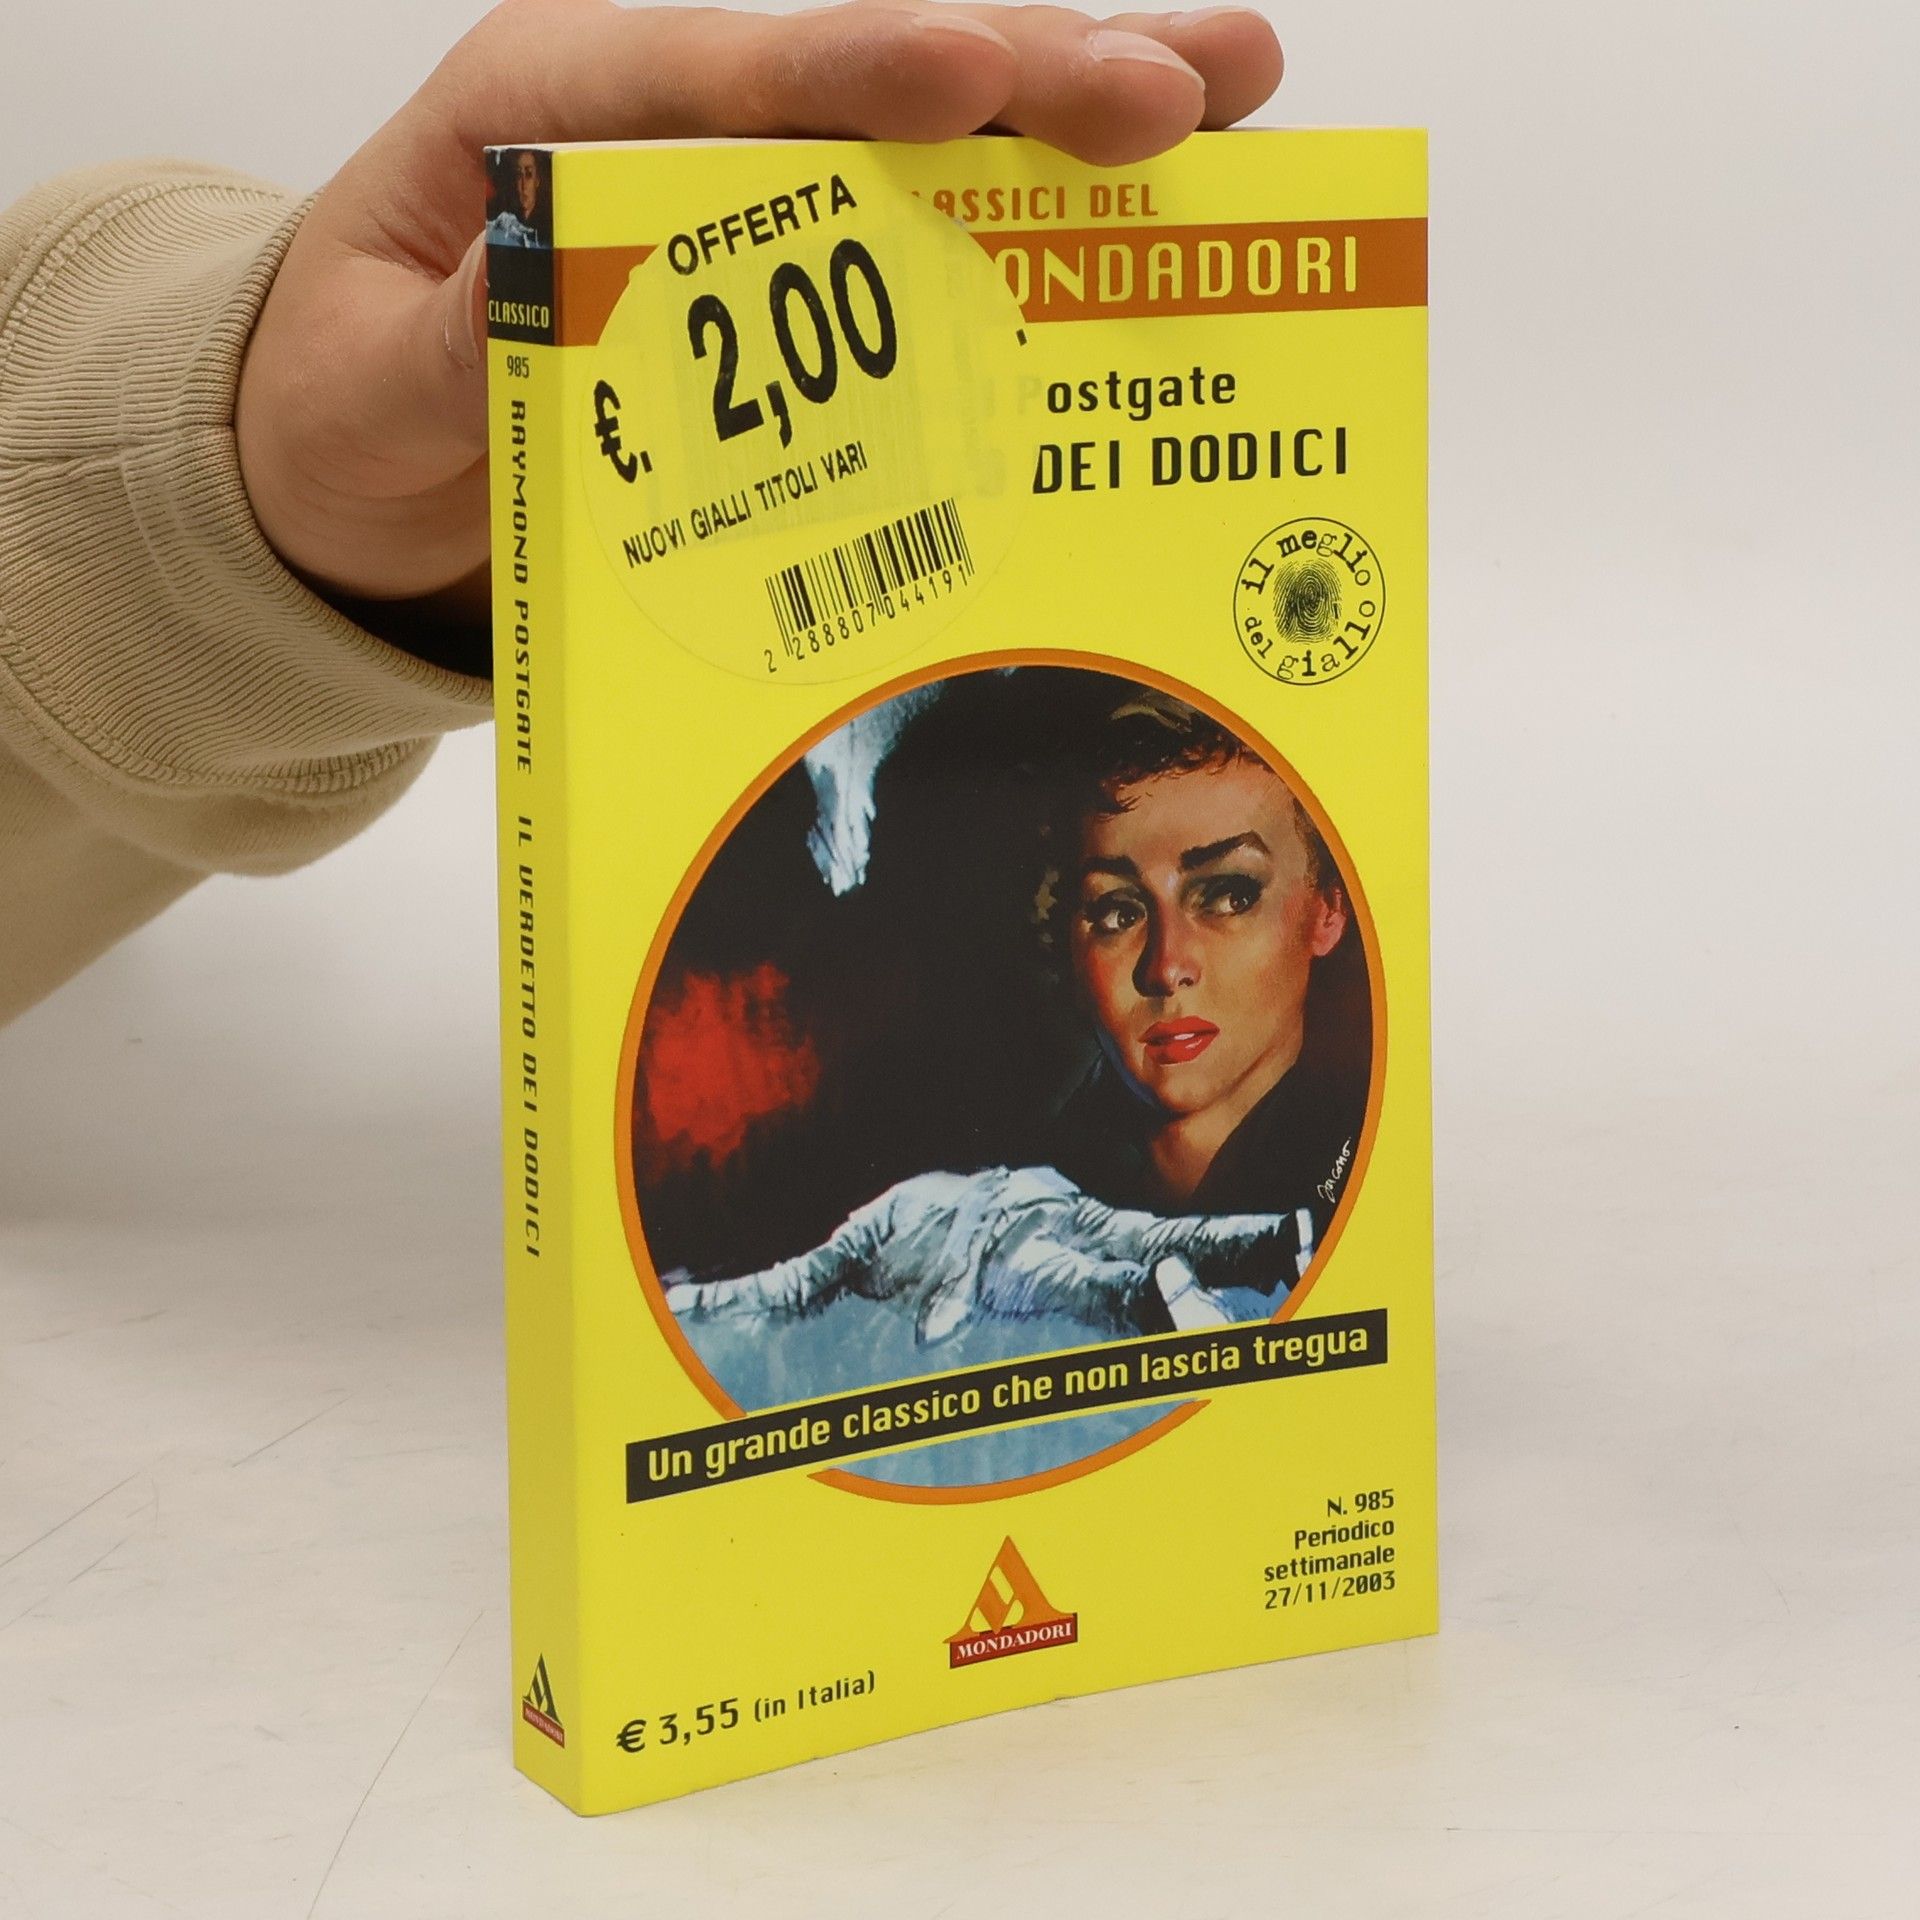 ASSICI DEL
ONDADORI
OFFERTA
€. 2,00
NUOVI GIALLI TITOLI VARI
2 288807 044191
ostgate
DEI DODICI
il meglio
del giallo
Jacono
Un grande classico che non lascia tregua
N. 985
Periodico
settimanale
27/11/2003
MONDADORI
€ 3,55 (in Italia)
CLASSICO
985
RAYMOND POSTGATE IL VERDETTO DEI DODICI
MONDADORI